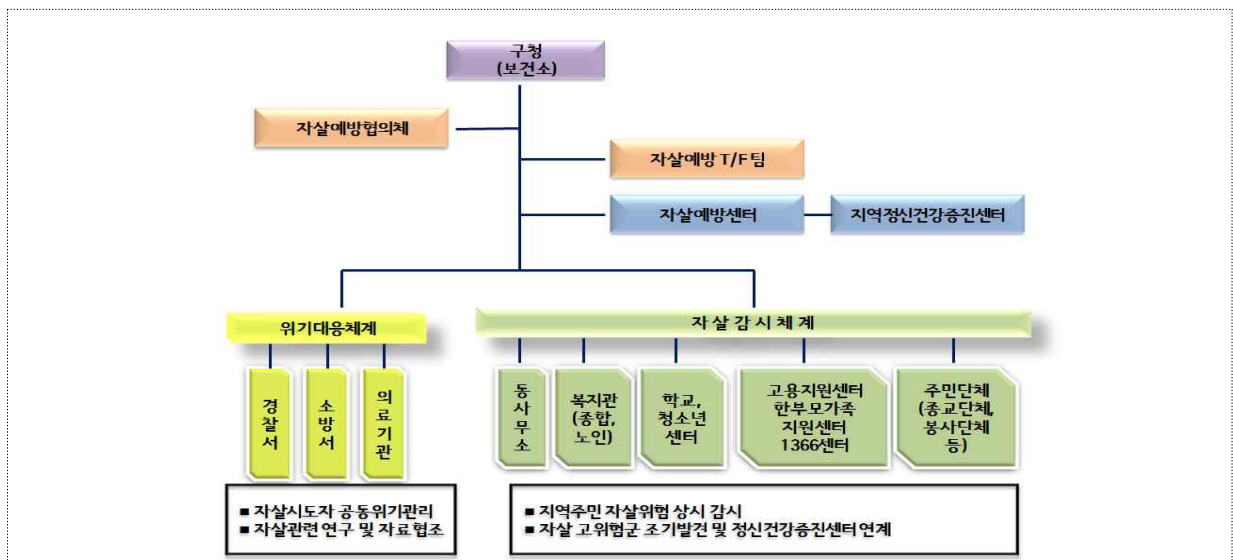 구청
(보건소)
자살예방협의체
자살예방 T/F 팀
자살예방센터
지역정신건강증진센터
위기대응체계
자 살 감 시 체 계
경찰서
소방서
의료기관
동사무소
복지관
(종합,
노인)
학교,
청소년
센터
고용지원센터
한부모가족
지원센터
1366센터
주민단체
(종교단체,
봉사단체
등)
■ 자살시도자 공동위기관리
■ 자살관련 연구 및 자료협조
■ 지역주민 자살위험 상시 감시
■ 자살 고위험군 조기발견 및 정신건강증진센터 연계